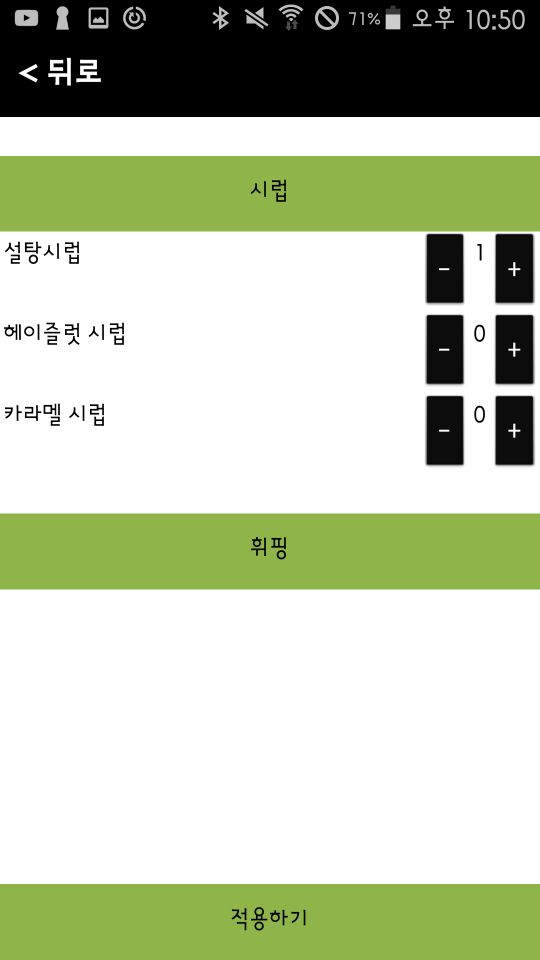 71% 오후 10:50
< 뒤로
시럽
설탕시럽 - 1 +
헤이즐럿 시럽 - 0 +
카라멜 시럽 - 0 +
휘핑
적용하기